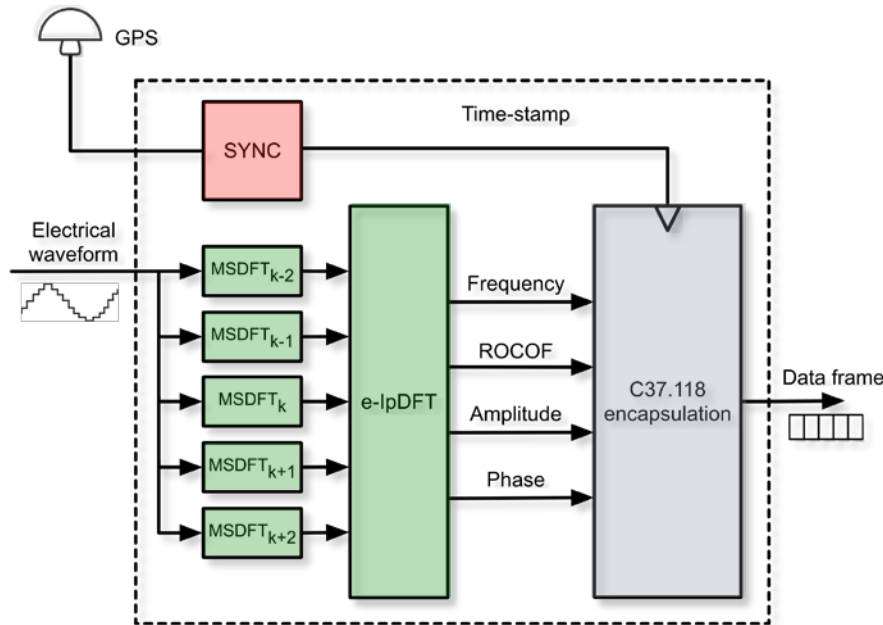 GPS
SYNC
Time-stamp
Electrical
waveform
MSDFTk-2
MSDFTk-1
MSDFTk
MSDFTk+1
MSDFTk+2
e-IpDFT
Frequency
ROCOF
Amplitude
Phase
C37.118
encapsulation
Data frame